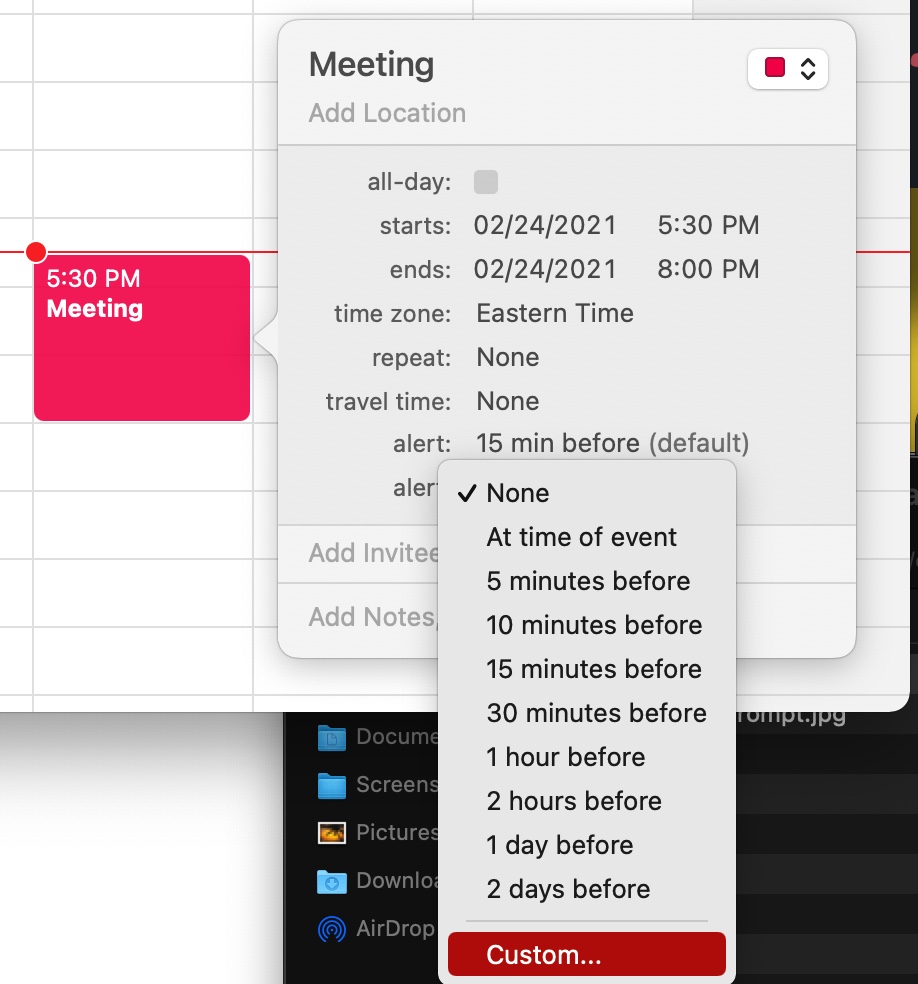 Meeting
Add Location
all-day:
starts: 02/24/2021 5:30 PM
ends: 02/24/2021 8:00 PM
time zone: Eastern Time
repeat: None
travel time: None
alert: 15 min before (default)
alert
5:30 PM
Meeting
Add Invitee
Add Notes,
✓ None
At time of event
5 minutes before
10 minutes before
15 minutes before
30 minutes before
1 hour before
2 hours before
1 day before
2 days before
Custom...
rompt.jpg
Docume
Screens
Pictures
Downloa
AirDrop